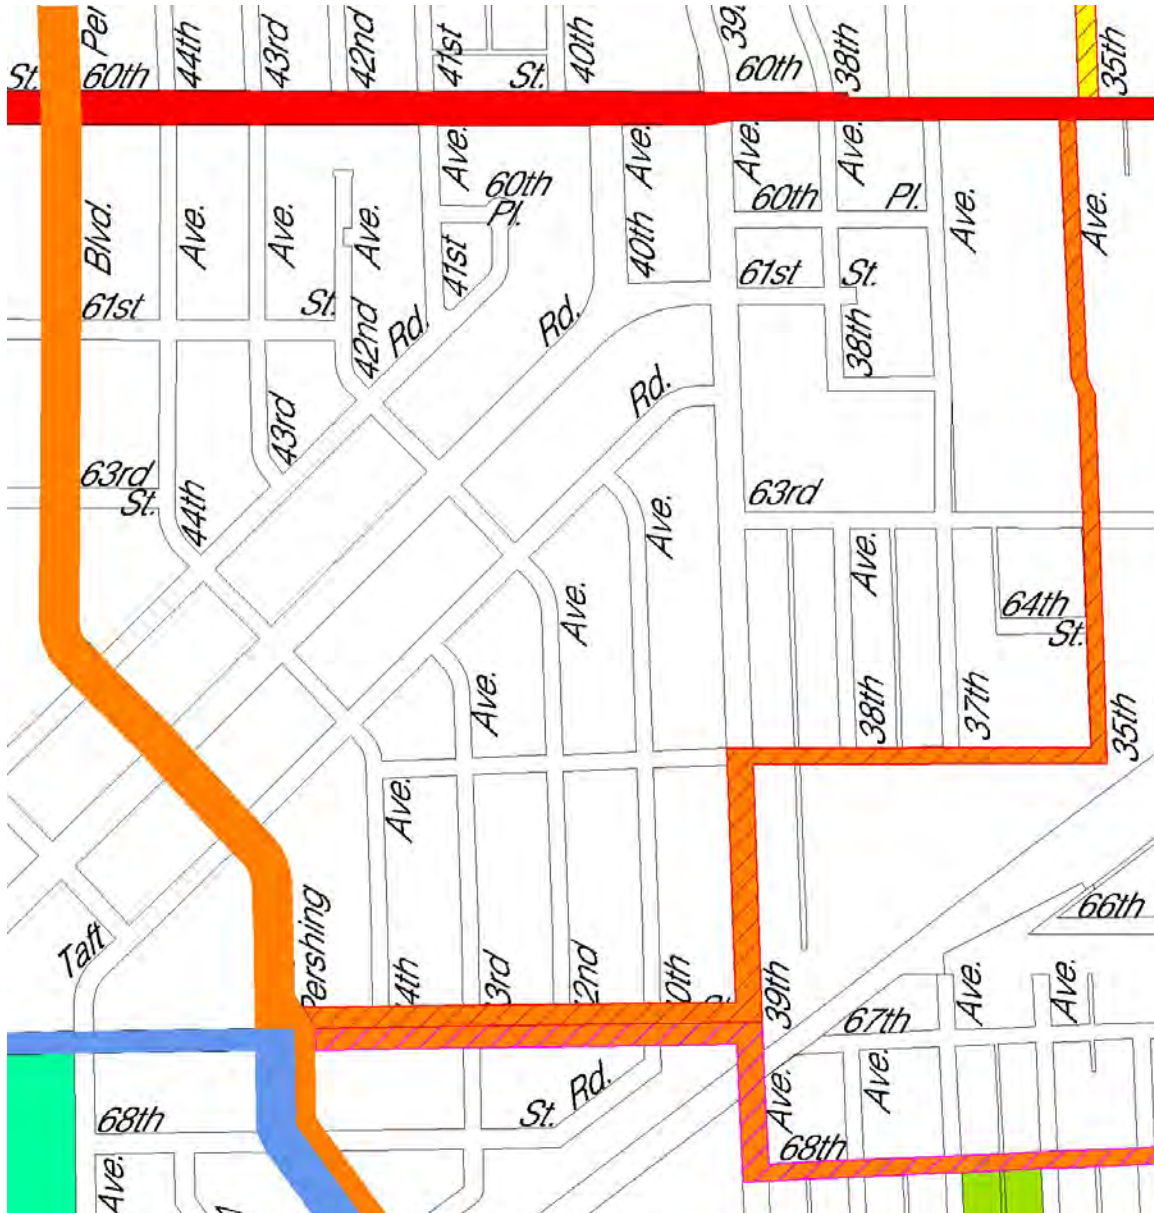 Per
44th
43rd
42nd
41st
40th
39
38th
35th
St.
60th
St.
60th
Ave.
Ave.
Ave.
60th
Pl.
60th
Pl.
Blvd.
Ave.
Ave.
Ave.
41st
40th
Ave.
Ave.
61st
St.
42nd
Rd.
Rd.
61st
St.
38th
Rd.
43rd
63rd
St.
44th
Ave.
63rd
Ave.
Ave.
64th
St.
Ave.
38th
37th
35th
Ave.
Taft
Pershing
4th
3rd
2nd
0th
39th
66th
Ave.
Ave.
67th
Ave.
Ave.
68th
St.
Rd.
68th
Ave.